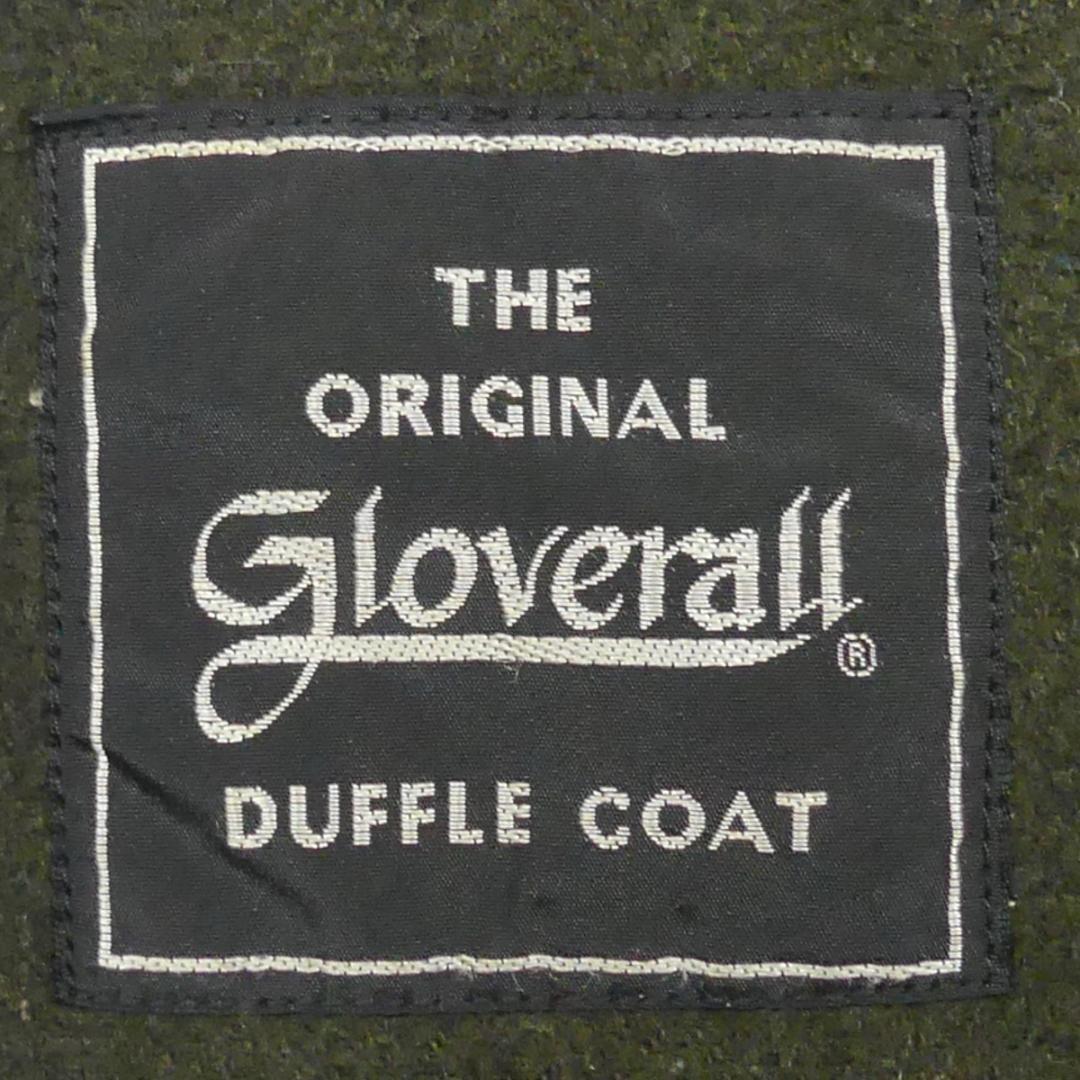 THE
ORIGINAL
Gloverall®
DUFFLE COAT